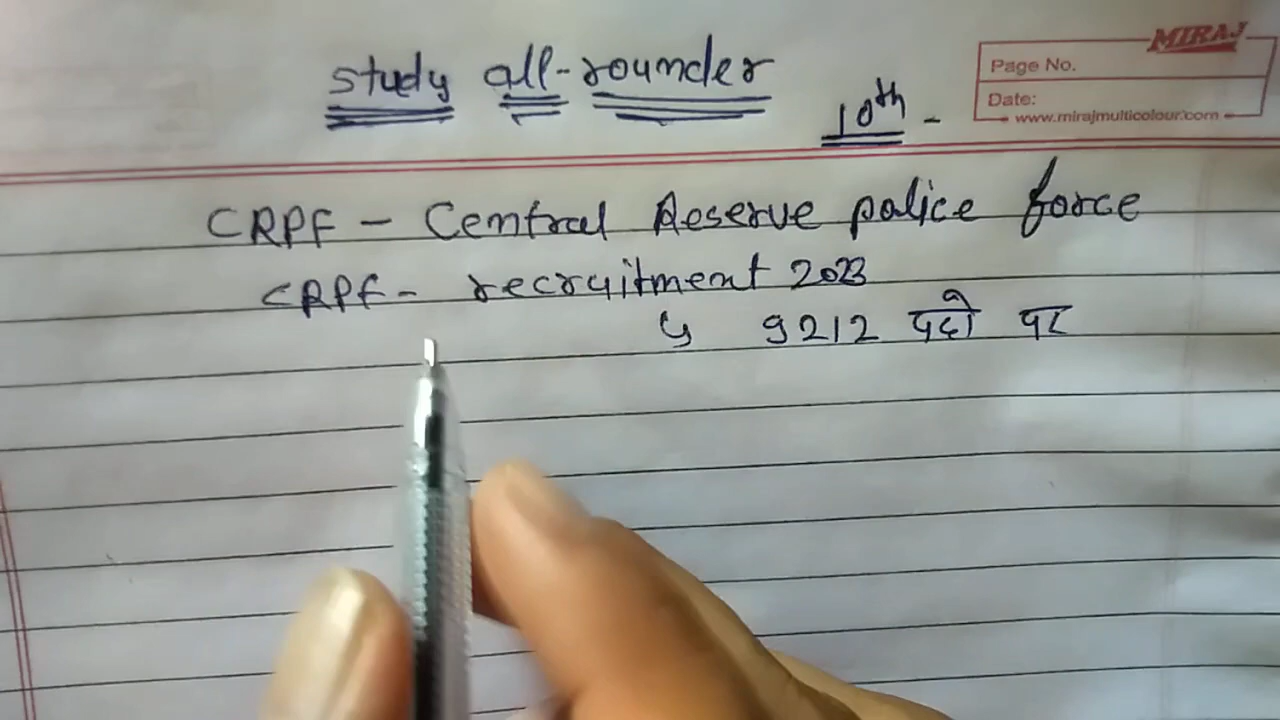 MIRAJ
Page No.
Date:
www.mirajmulticolour.com
study all-rounder
10th -
CRPF - Central Reserve police force
CRPF - recruitment 2023
↳ 9212 पदो पर